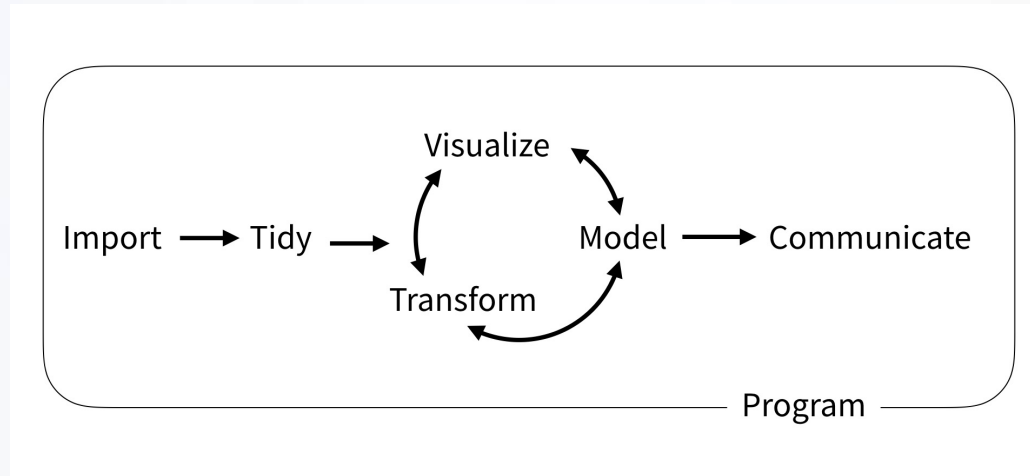 Visualize
Import
Tidy
Model
Communicate
Transform
Program